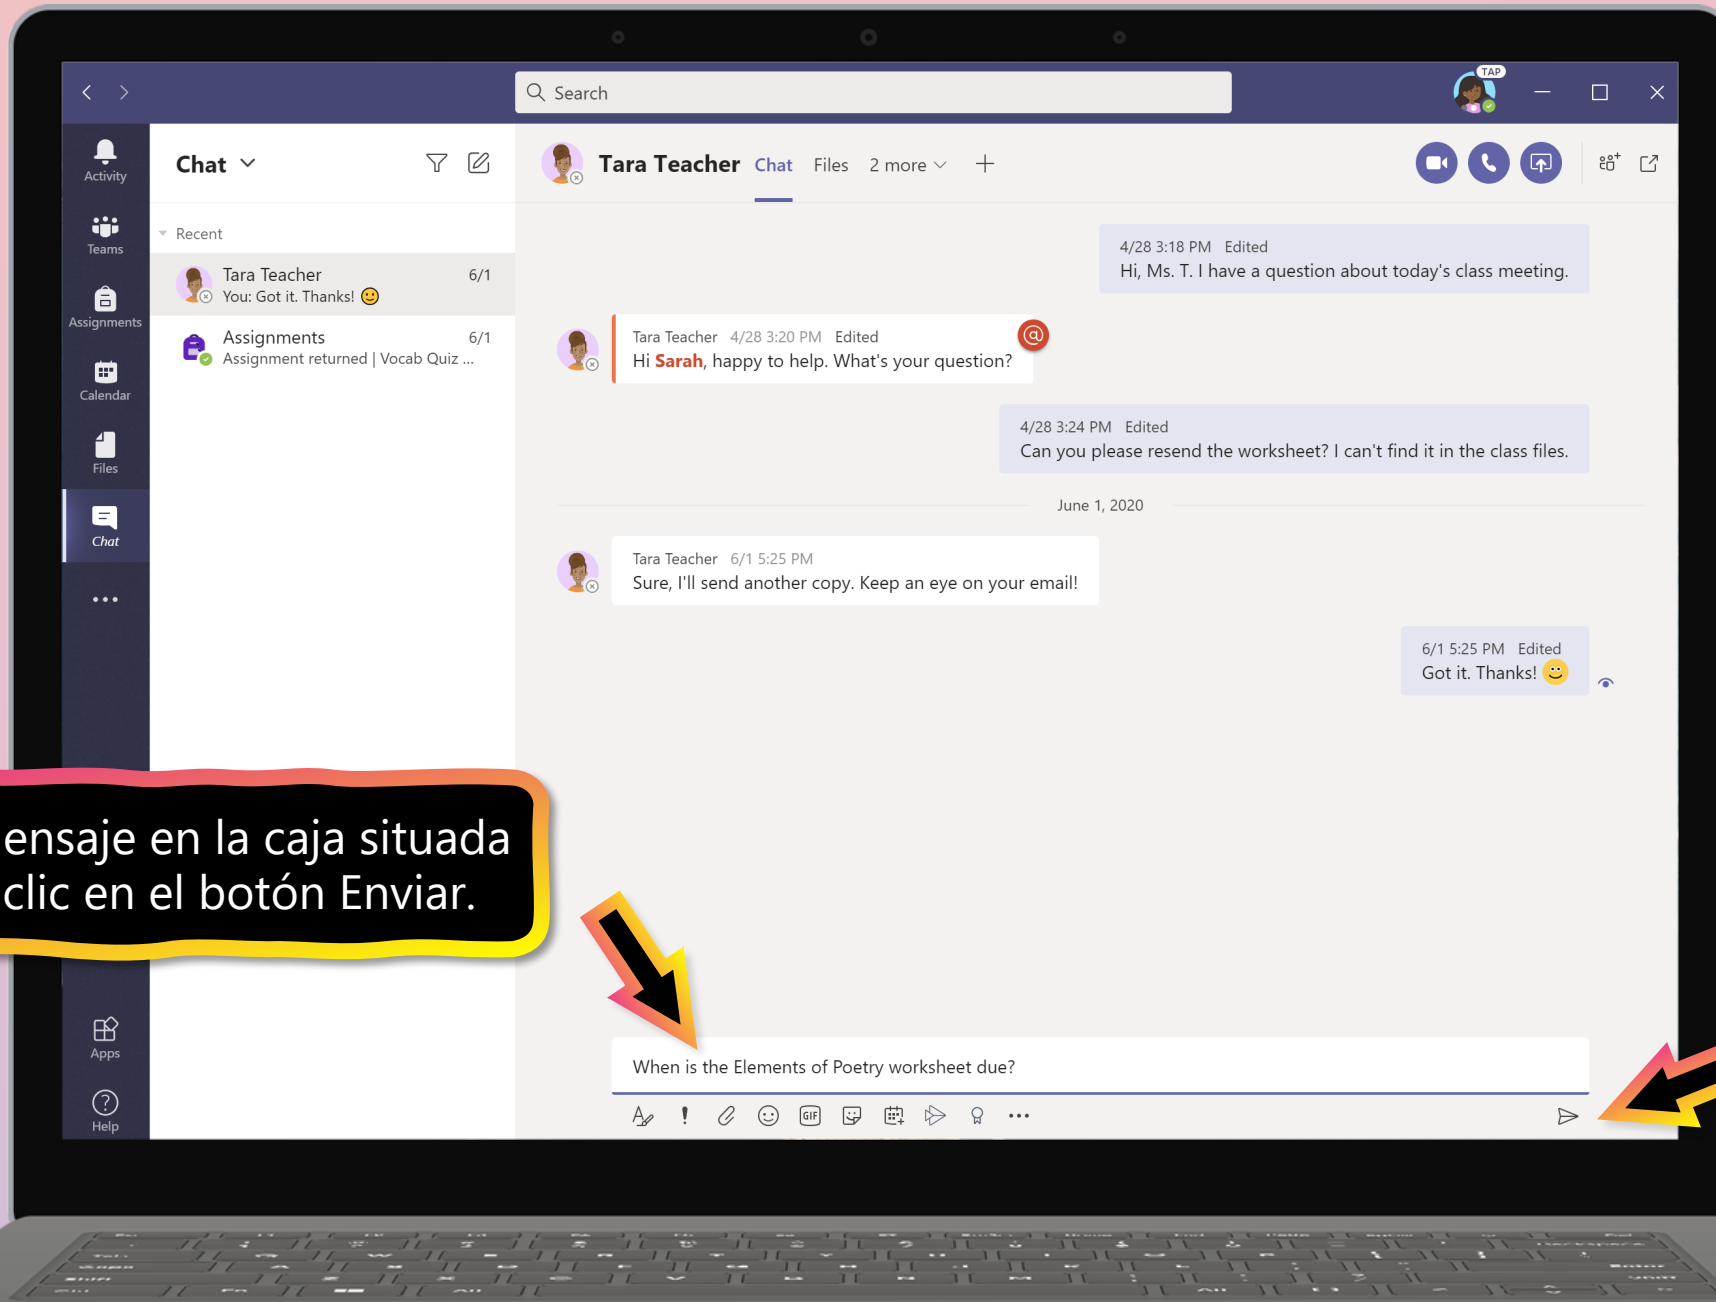 Search
TAP
Activity
Teams
Assignments
Calendar
Files
Chat
Apps
Help
Chat
Recent
Tara Teacher 6/1
You: Got it. Thanks!
Assignments 6/1
Assignment returned | Vocab Quiz ...
Tara Teacher Chat Files 2 more
4/28 3:18 PM Edited
Hi, Ms. T. I have a question about today's class meeting.
Tara Teacher 4/28 3:20 PM Edited
@
Hi Sarah, happy to help. What's your question?
4/28 3:24 PM Edited
Can you please resend the worksheet? I can't find it in the class files.
June 1, 2020
Tara Teacher 6/1 5:25 PM
Sure, I'll send another copy. Keep an eye on your email!
6/1 5:25 PM Edited
Got it. Thanks!
ensaje en la caja situada
clic en el botón Enviar.
When is the Elements of Poetry worksheet due?
GIF